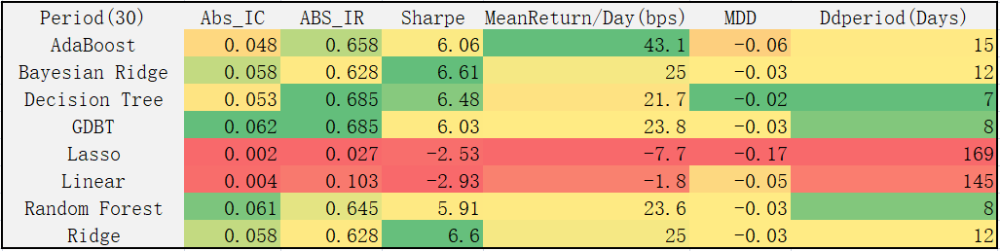 Period(30) Abs_IC ABS_IR Sharpe MeanReturn/Day(bps) MDD Ddperiod(Days)
AdaBoost 0.048 0.658 6.06 43.1 -0.06 15
Bayesian Ridge 0.058 0.628 6.61 25 -0.03 12
Decision Tree 0.053 0.685 6.48 21.7 -0.02 7
GDBT 0.062 0.685 6.03 23.8 -0.03 8
Lasso 0.002 0.027 -2.53 -7.7 -0.17 169
Linear 0.004 0.103 -2.93 -1.8 -0.05 145
Random Forest 0.061 0.645 5.91 23.6 -0.03 8
Ridge 0.058 0.628 6.6 25 -0.03 12